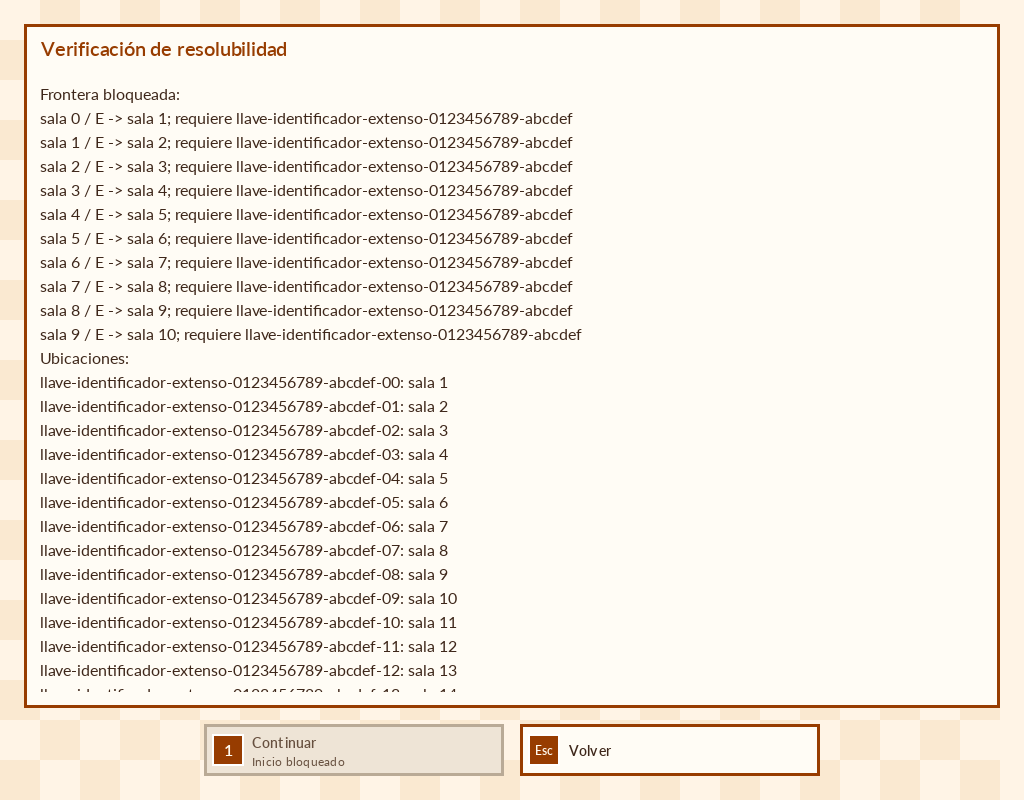 Verificación de resolubilidad
Frontera bloqueada:
sala 0 / E -> sala 1; requiere llave-identificador-extenso-0123456789-abcdef
sala 1 / E -> sala 2; requiere llave-identificador-extenso-0123456789-abcdef
sala 2 / E -> sala 3; requiere llave-identificador-extenso-0123456789-abcdef
sala 3 / E -> sala 4; requiere llave-identificador-extenso-0123456789-abcdef
sala 4 / E -> sala 5; requiere llave-identificador-extenso-0123456789-abcdef
sala 5 / E -> sala 6; requiere llave-identificador-extenso-0123456789-abcdef
sala 6 / E -> sala 7; requiere llave-identificador-extenso-0123456789-abcdef
sala 7 / E -> sala 8; requiere llave-identificador-extenso-0123456789-abcdef
sala 8 / E -> sala 9; requiere llave-identificador-extenso-0123456789-abcdef
sala 9 / E -> sala 10; requiere llave-identificador-extenso-0123456789-abcdef
Ubicaciones:
llave-identificador-extenso-0123456789-abcdef-00: sala 1
llave-identificador-extenso-0123456789-abcdef-01: sala 2
llave-identificador-extenso-0123456789-abcdef-02: sala 3
llave-identificador-extenso-0123456789-abcdef-03: sala 4
llave-identificador-extenso-0123456789-abcdef-04: sala 5
llave-identificador-extenso-0123456789-abcdef-05: sala 6
llave-identificador-extenso-0123456789-abcdef-06: sala 7
llave-identificador-extenso-0123456789-abcdef-07: sala 8
llave-identificador-extenso-0123456789-abcdef-08: sala 9
llave-identificador-extenso-0123456789-abcdef-09: sala 10
llave-identificador-extenso-0123456789-abcdef-10: sala 11
llave-identificador-extenso-0123456789-abcdef-11: sala 12
llave-identificador-extenso-0123456789-abcdef-12: sala 13
1 Continuar
Inicio bloqueado
Esc Volver